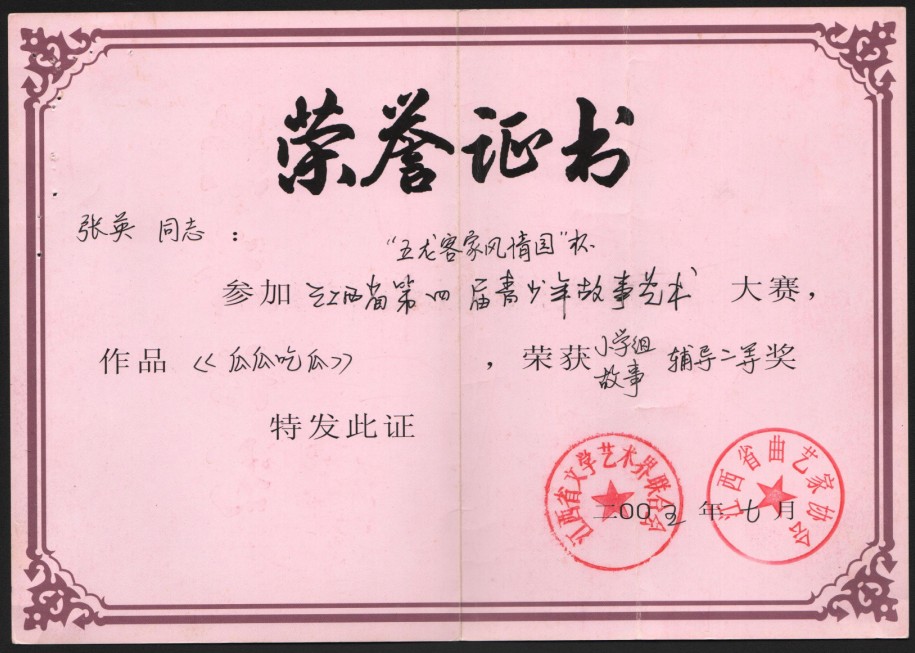 荣誉证书
张英 同志：
“五龙客家风情园”杯
参加 江西省第四届青少年故事艺术 大赛，
作品《瓜瓜吃瓜》，荣获 小学组故事 辅导二等奖
特发此证
江西省文学艺术界联合会
江西省曲艺家协会
二00五年七月